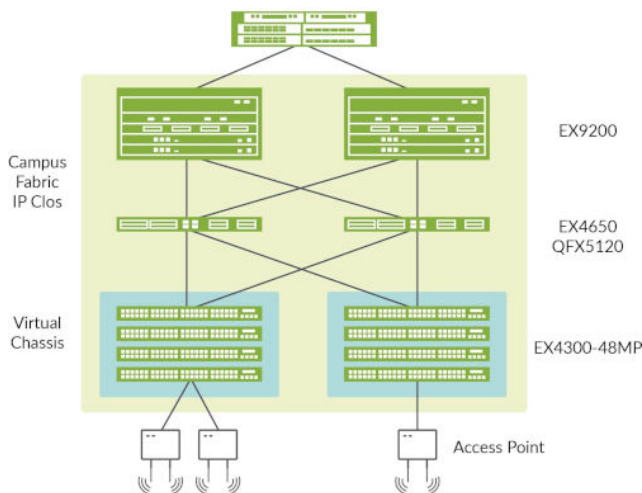 EX9200
Campus
Fabric
IP Clos
EX4650
QFX5120
Virtual
Chassis
EX4300-48MP
Access Point